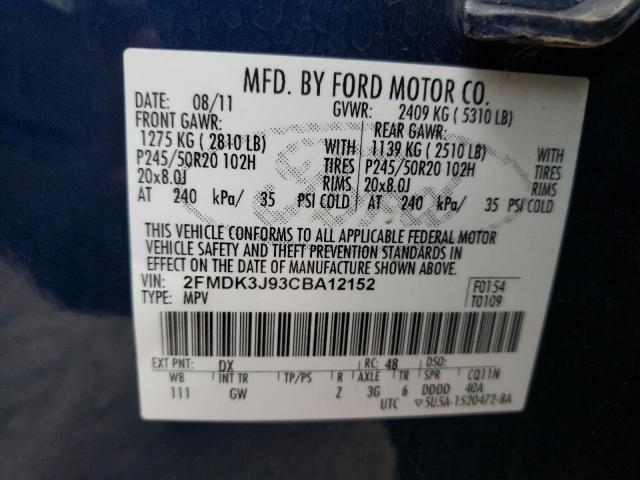 MFD. BY FORD MOTOR CO.
DATE: 08/11 GVWR: 2409 KG ( 5310 LB)
FRONT GAWR: REAR GAWR:
1275 KG ( 2810 LB) WITH 1139 KG ( 2510 LB) WITH
P245/50R20 102H TIRES P245/50R20 102H TIRES
20x8.0J RIMS 20x8.0J RIMS
AT 240 kPa/ 35 PSI COLD AT 240 kPa/ 35 PSI COLD
THIS VEHICLE CONFORMS TO ALL APPLICABLE FEDERAL MOTOR
VEHICLE SAFETY AND THEFT PREVENTION STANDARDS IN
EFFECT ON THE DATE OF MANUFACTURE SHOWN ABOVE.
VIN: 2FMDK3J93CBA12152 F0154
TYPE: MPV T0109
EXT PNT: DX RC: 48 DSO:
WB INT TR TP/PS R AXLE TR SPR CQ11N
111 GW Z 3G 6 DDDD 40A
UTC ▽5U5A-1520472-BA
Ford